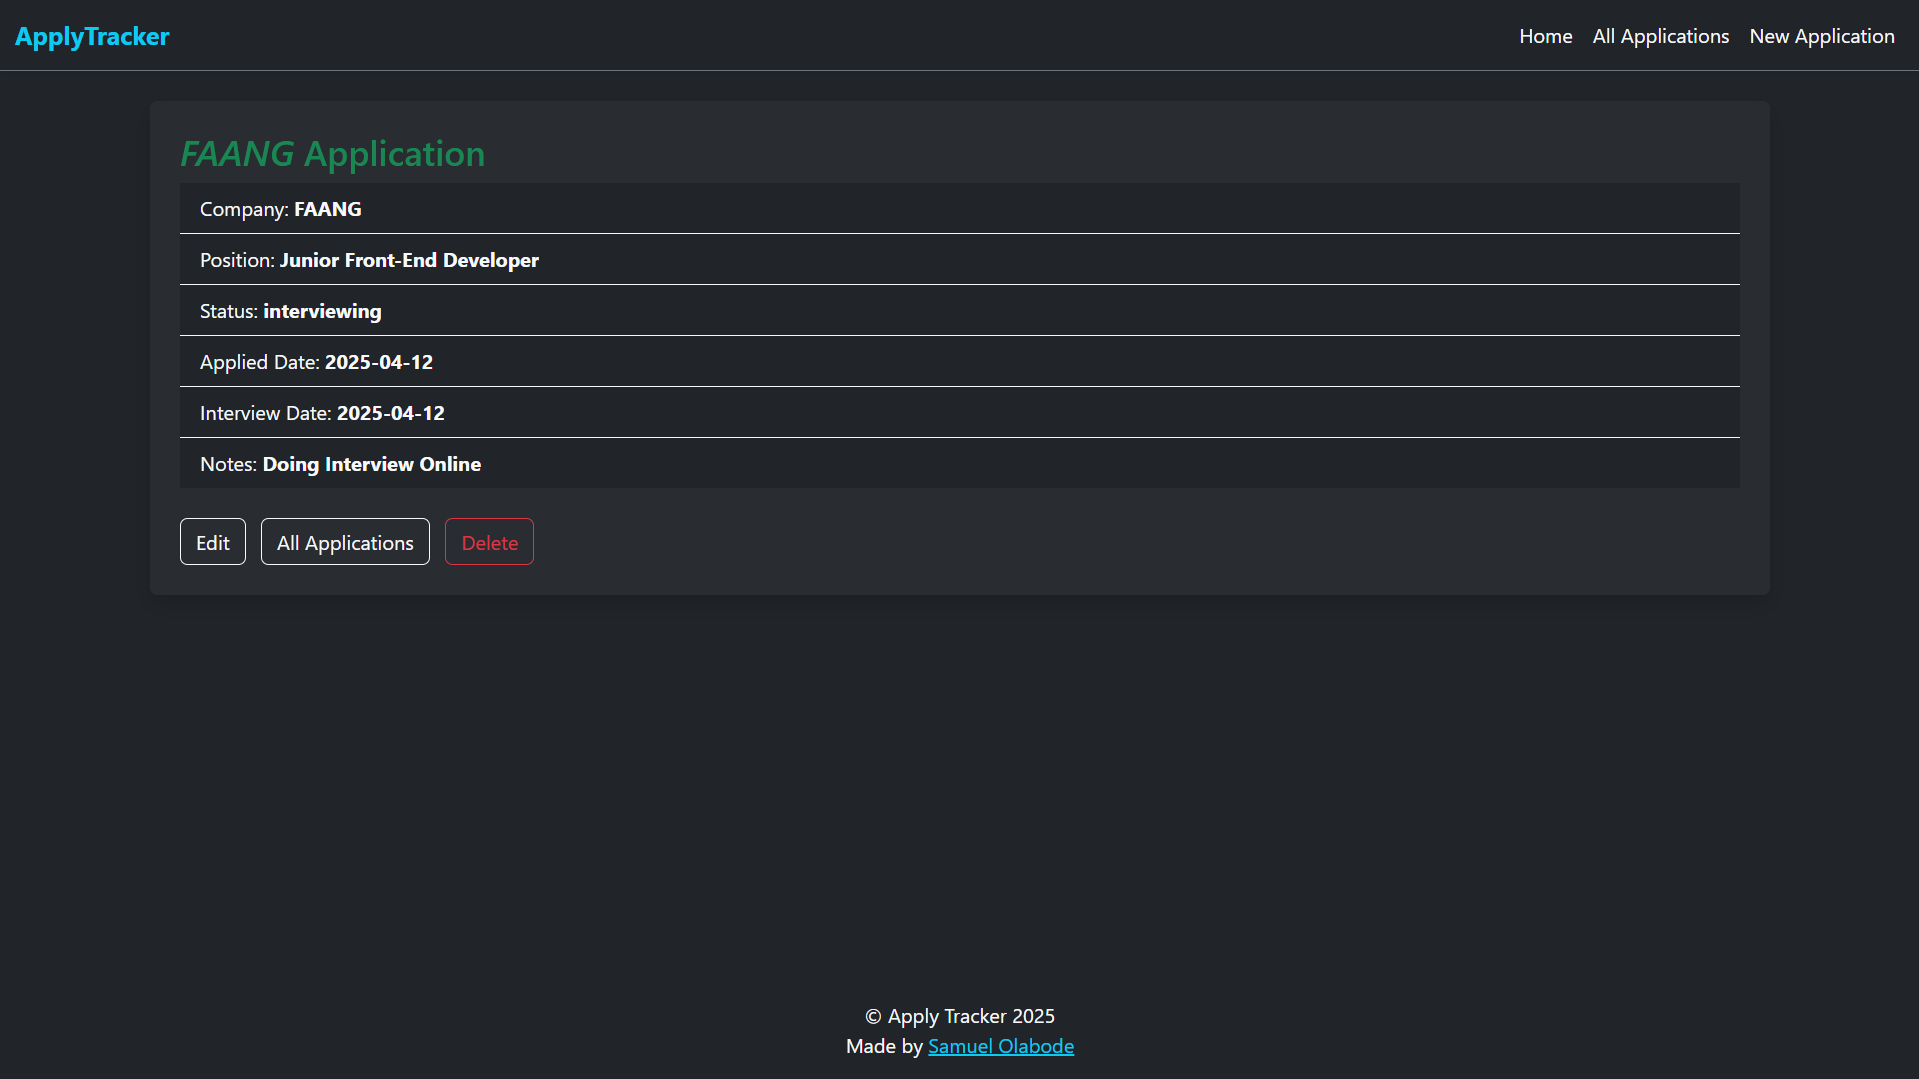 ApplyTracker
Home
All Applications
New Application
FAANG Application
Company: FAANG
Position: Junior Front-End Developer
Status: interviewing
Applied Date: 2025-04-12
Interview Date: 2025-04-12
Notes: Doing Interview Online
Edit
All Applications
Delete
© Apply Tracker 2025
Made by Samuel Olabode